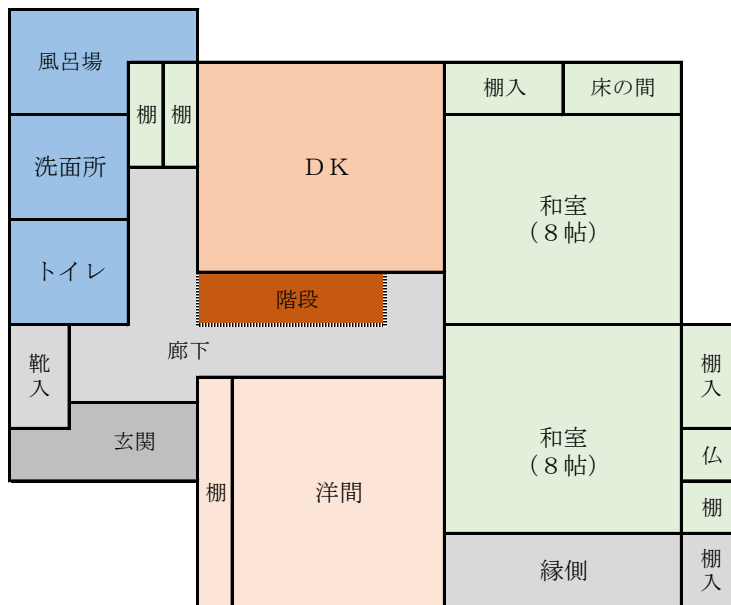 風呂場
棚
棚
DK
棚入
床の間
洗面所
和室
（８帖）
トイレ
階段
廊下
靴
入
棚
入
玄関
和室
（８帖）
仏
棚
洋間
棚
縁側
棚
入